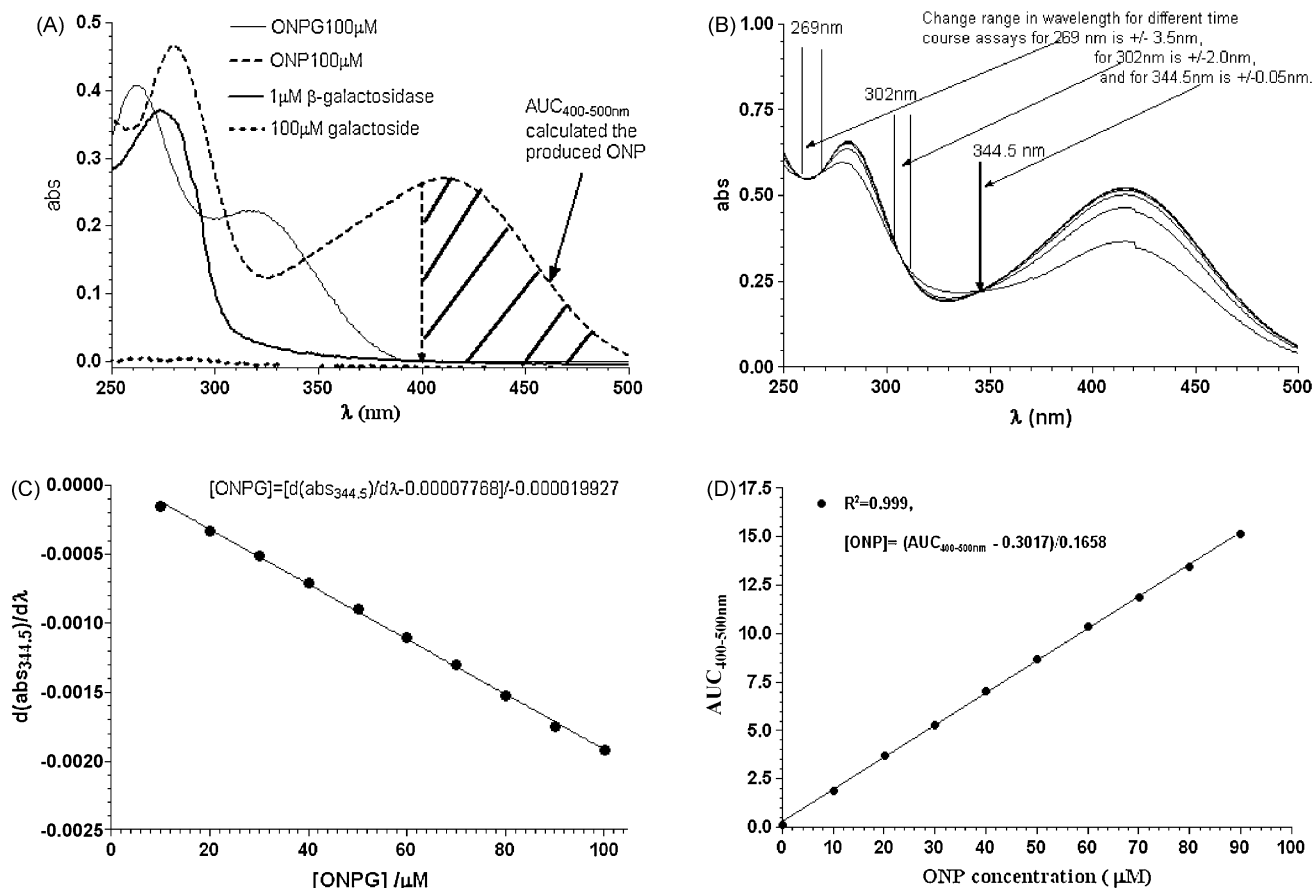 (A)
0.5
0.4
0.3
0.2
0.1
0.0
abs
ONPG100μM
ONP100μM
1μM β-galactosidase
100μM galactoside
AUC400-500nm
calculated the
produced ONP
250
300
350
400
450
500
λ (nm)
(B)
1.00
0.75
0.50
0.25
0.00
abs
Change range in wavelength for different time
course assays for 269 nm is +/- 3.5nm,
for 302nm is +/-2.0nm,
and for 344.5nm is +/-0.05nm.
269nm
302nm
344.5 nm
250
300
350
400
450
500
λ (nm)
(C)
0.0000
-0.0005
-0.0010
-0.0015
-0.0020
-0.0025
d(abs344.5)/dλ
[ONPG]=[d(abs344.5)/dλ-0.00007768]/-0.000019927
0
20
40
60
80
100
[ONPG] /μM
(D)
17.5
15.0
12.5
10.0
7.5
5.0
2.5
0.0
AUC400-500nm
R²=0.999,
[ONP]= (AUC400-500nm - 0.3017)/0.1658
0
10
20
30
40
50
60
70
80
90
100
ONP concentration ( μM)